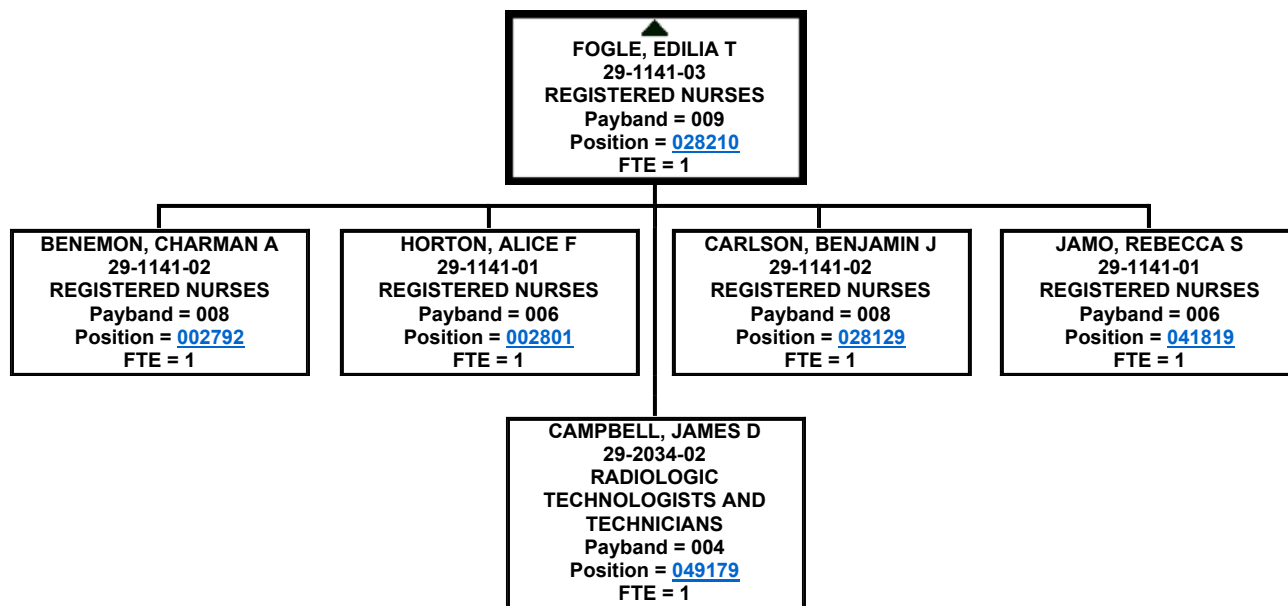 FOGLE, EDILIA T
29-1141-03
REGISTERED NURSES
Payband = 009
Position = 028210
FTE = 1
BENEMON, CHARMAN A
29-1141-02
REGISTERED NURSES
Payband = 008
Position = 002792
FTE = 1
HORTON, ALICE F
29-1141-01
REGISTERED NURSES
Payband = 006
Position = 002801
FTE = 1
CARLSON, BENJAMIN J
29-1141-02
REGISTERED NURSES
Payband = 008
Position = 028129
FTE = 1
JAMO, REBECCA S
29-1141-01
REGISTERED NURSES
Payband = 006
Position = 041819
FTE = 1
CAMPBELL, JAMES D
29-2034-02
RADIOLOGIC
TECHNOLOGISTS AND
TECHNICIANS
Payband = 004
Position = 049179
FTE = 1